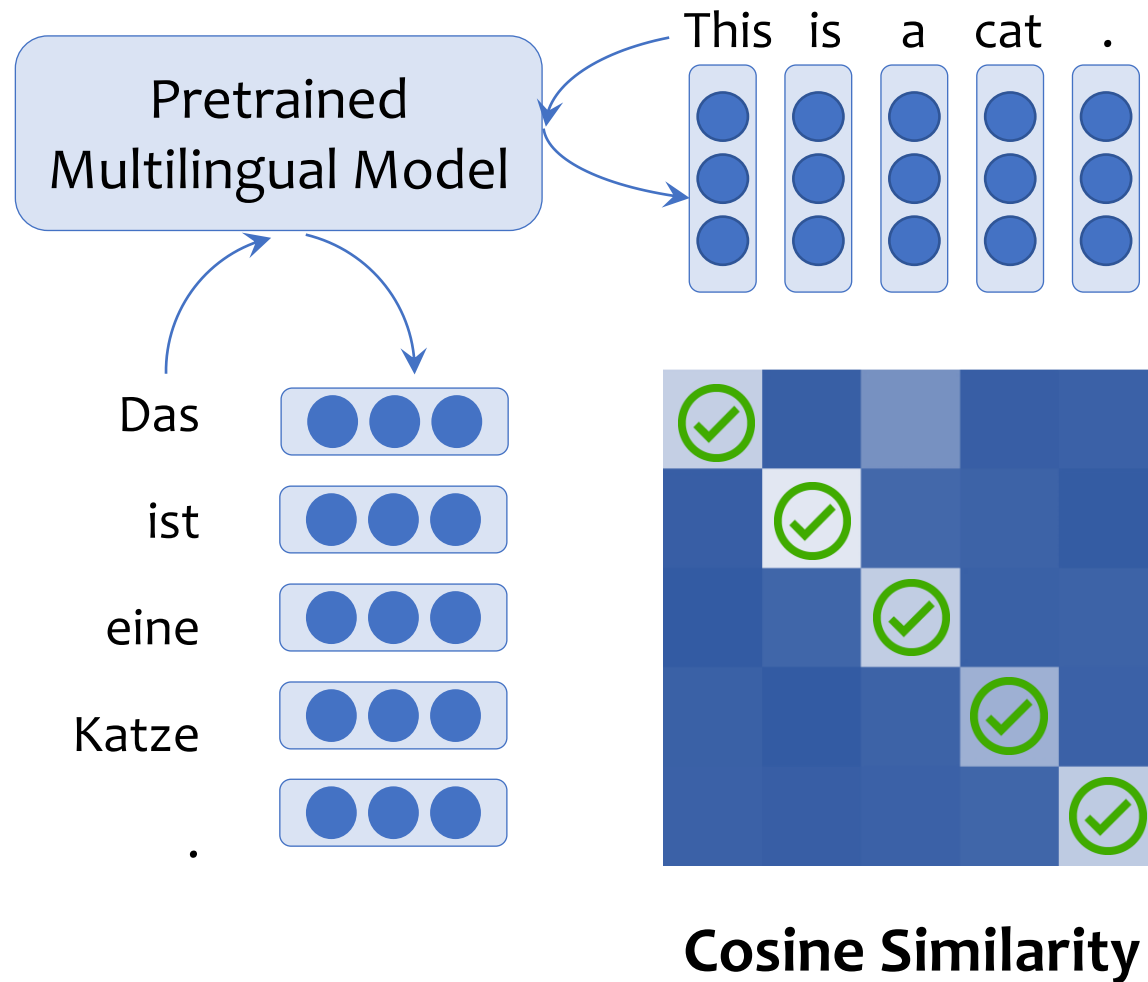 This is a cat .
Pretrained
Multilingual Model
Das
ist
eine
Katze
.
Cosine Similarity